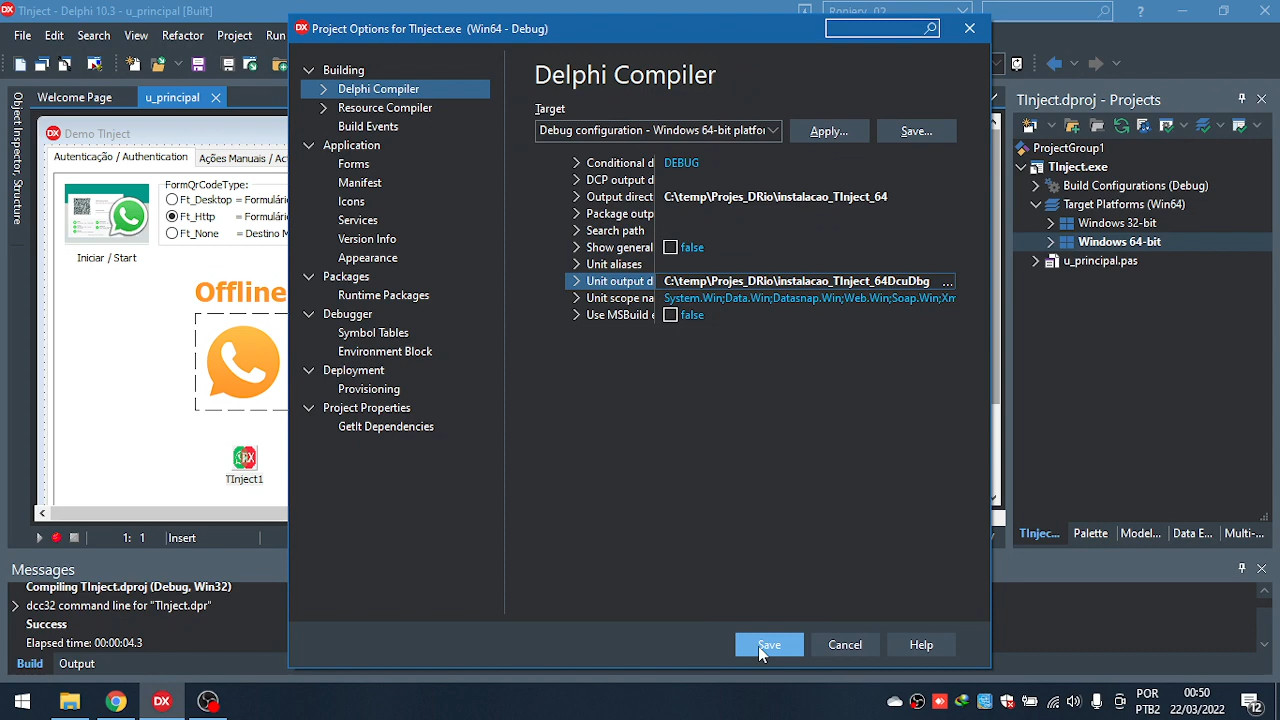 TInject - Delphi 10.3 - u_principal [Built]
Project Options for TInject.exe (Win64 - Debug)
File Edit Search View Refactor Project Run
Welcome Page
u_principal
Object Inspector
Demo TInject
Autenticação / Authentication
Ações Manuais / Ac
FormQrCodeType:
Ft_Desktop = Formulári
Ft_Http = Formulári
Ft_None = Destino M
Iniciar / Start
Offline
TInject1
1: 1
Insert
Building
Delphi Compiler
Resource Compiler
Build Events
Application
Forms
Manifest
Icons
Services
Version Info
Appearance
Packages
Runtime Packages
Debugger
Symbol Tables
Environment Block
Deployment
Provisioning
Project Properties
GetIt Dependencies
Delphi Compiler
Target
Debug configuration - Windows 64-bit platfor
Apply...
Save...
Conditional d DEBUG
DCP output d
Output direct C:\temp\Projes_DRio\instalacao_TInject_64
Package outp
Search path
Show general false
Unit aliases
Unit output d C:\temp\Projes_DRio\instalacao_TInject_64DcuDbg ...
Unit scope na System.Win;Data.Win;Datasnap.Win;Web.Win;Soap.Win;Xm
Use MSBuild e false
Save
Cancel
Help
TInject.dproj - Projects
ProjectGroup1
TInject.exe
Build Configurations (Debug)
Target Platforms (Win64)
Windows 32-bit
Windows 64-bit
u_principal.pas
TInjec... Palette Model... Data E... Multi-...
Messages
Compiling TInject.dproj (Debug, Win32)
dcc32 command line for "TInject.dpr"
Success
Elapsed time: 00:00:04.3
Build
Output
POR
PTB2
00:50
22/03/2022
12